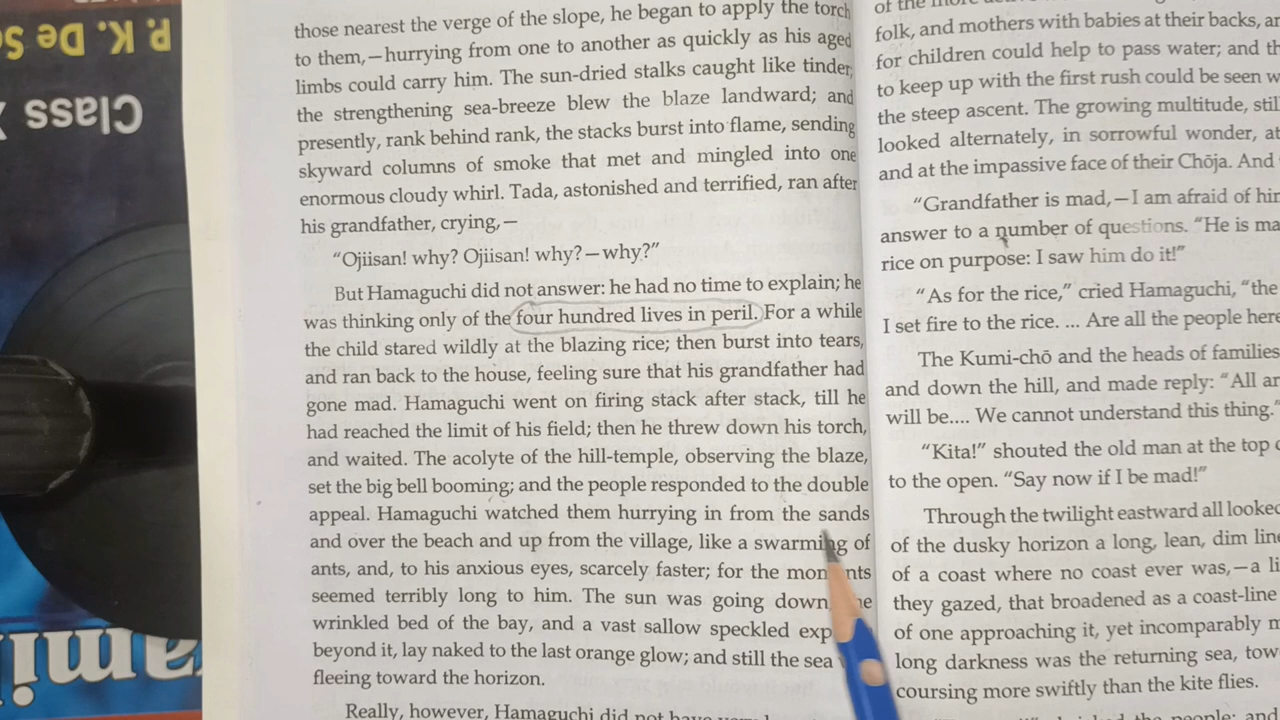 P. K. De S
Class
those nearest the verge of the slope, he began to apply the torch
to them,—hurrying from one to another as quickly as his aged
limbs could carry him. The sun-dried stalks caught like tinder,
the strengthening sea-breeze blew the blaze landward; and
presently, rank behind rank, the stacks burst into flame, sending
skyward columns of smoke that met and mingled into one
enormous cloudy whirl. Tada, astonished and terrified, ran after
his grandfather, crying,—
“Ojiisan! why? Ojiisan! why?—why?”
But Hamaguchi did not answer: he had no time to explain; he
was thinking only of the four hundred lives in peril. For a while
the child stared wildly at the blazing rice; then burst into tears,
and ran back to the house, feeling sure that his grandfather had
gone mad. Hamaguchi went on firing stack after stack, till he
had reached the limit of his field; then he threw down his torch,
and waited. The acolyte of the hill-temple, observing the blaze,
set the big bell booming; and the people responded to the double
appeal. Hamaguchi watched them hurrying in from the sands
and over the beach and up from the village, like a swarming of
ants, and, to his anxious eyes, scarcely faster; for the mom nts
seemed terribly long to him. The sun was going down he
wrinkled bed of the bay, and a vast sallow speckled exp
beyond it, lay naked to the last orange glow; and still the sea
fleeing toward the horizon.
Really, however, Hamaguchi did not have
of the more
folk, and mothers with babies at their backs, an
for children could help to pass water; and th
to keep up with the first rush could be seen w
the steep ascent. The growing multitude, still
looked alternately, in sorrowful wonder, at
and at the impassive face of their Chōja. And
“Grandfather is mad,—I am afraid of him
answer to a number of questions. “He is ma
rice on purpose: I saw him do it!”
“As for the rice,” cried Hamaguchi, “the
I set fire to the rice. ... Are all the people here
The Kumi-chō and the heads of families
and down the hill, and made reply: “All ar
will be.... We cannot understand this thing.”
“Kita!” shouted the old man at the top o
to the open. “Say now if I be mad!”
Through the twilight eastward all looked
of the dusky horizon a long, lean, dim line
of a coast where no coast ever was,—a li
they gazed, that broadened as a coast-line
of one approaching it, yet incomparably m
long darkness was the returning sea, tow
coursing more swiftly than the kite flies.
the people; and